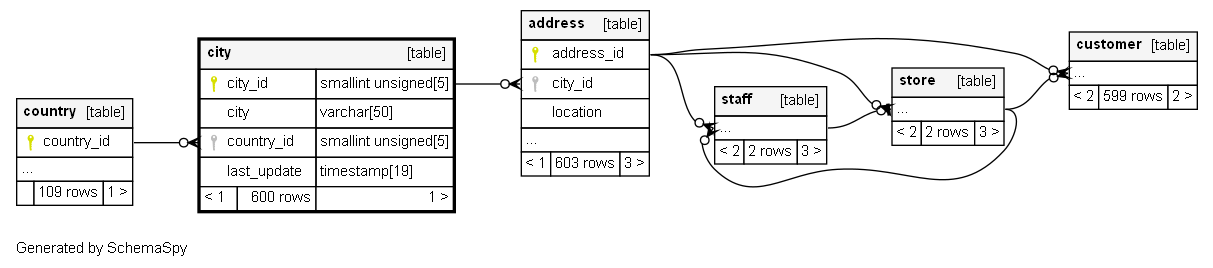 country [table]
country_id
...
109 rows 1 >
city [table]
city_id smallint unsigned[5]
city varchar[50]
country_id smallint unsigned[5]
last_update timestamp[19]
< 1 600 rows 1 >
address [table]
address_id
city_id
location
...
< 1 603 rows 3 >
staff [table]
...
< 2 2 rows 3 >
store [table]
...
< 2 2 rows 3 >
customer [table]
...
< 2 599 rows 2 >
Generated by SchemaSpy